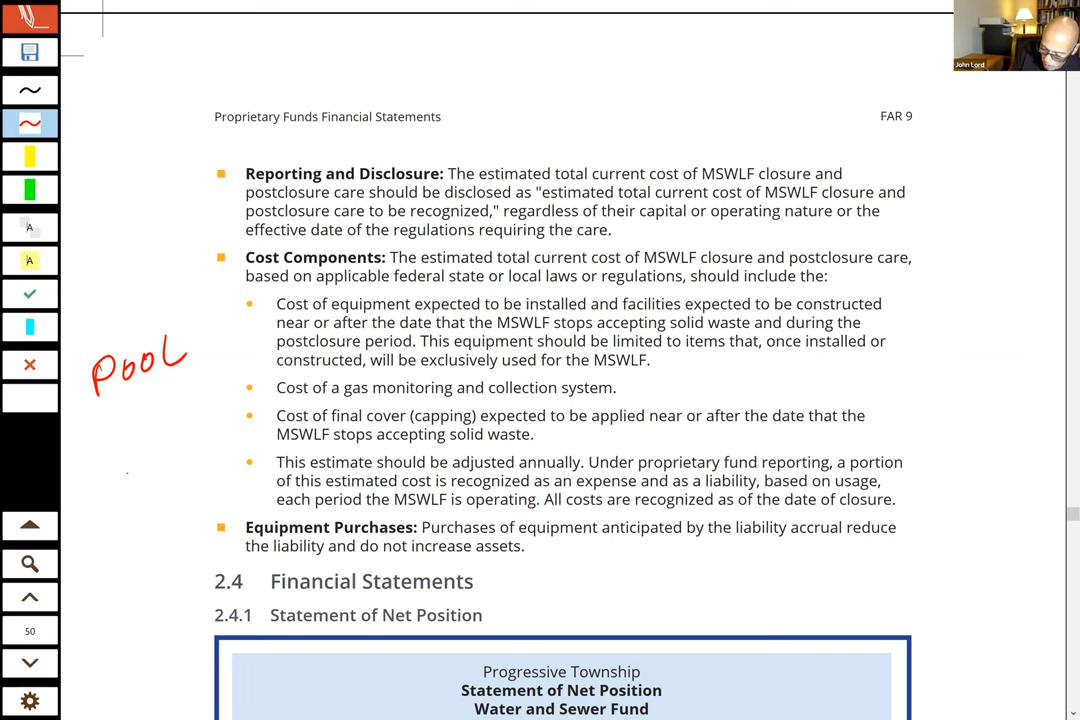 John Lord
Proprietary Funds Financial Statements
FAR 9
Reporting and Disclosure: The estimated total current cost of MSWLF closure and
postclosure care should be disclosed as "estimated total current cost of MSWLF closure and
postclosure care to be recognized," regardless of their capital or operating nature or the
effective date of the regulations requiring the care.
Cost Components: The estimated total current cost of MSWLF closure and postclosure care,
based on applicable federal state or local laws or regulations, should include the:
Cost of equipment expected to be installed and facilities expected to be constructed
near or after the date that the MSWLF stops accepting solid waste and during the
postclosure period. This equipment should be limited to items that, once installed or
constructed, will be exclusively used for the MSWLF.
POOL
Cost of a gas monitoring and collection system.
Cost of final cover (capping) expected to be applied near or after the date that the
MSWLF stops accepting solid waste.
This estimate should be adjusted annually. Under proprietary fund reporting, a portion
of this estimated cost is recognized as an expense and as a liability, based on usage,
each period the MSWLF is operating. All costs are recognized as of the date of closure.
Equipment Purchases: Purchases of equipment anticipated by the liability accrual reduce
the liability and do not increase assets.
2.4 Financial Statements
2.4.1 Statement of Net Position
Progressive Township
Statement of Net Position
Water and Sewer Fund
A
A
50